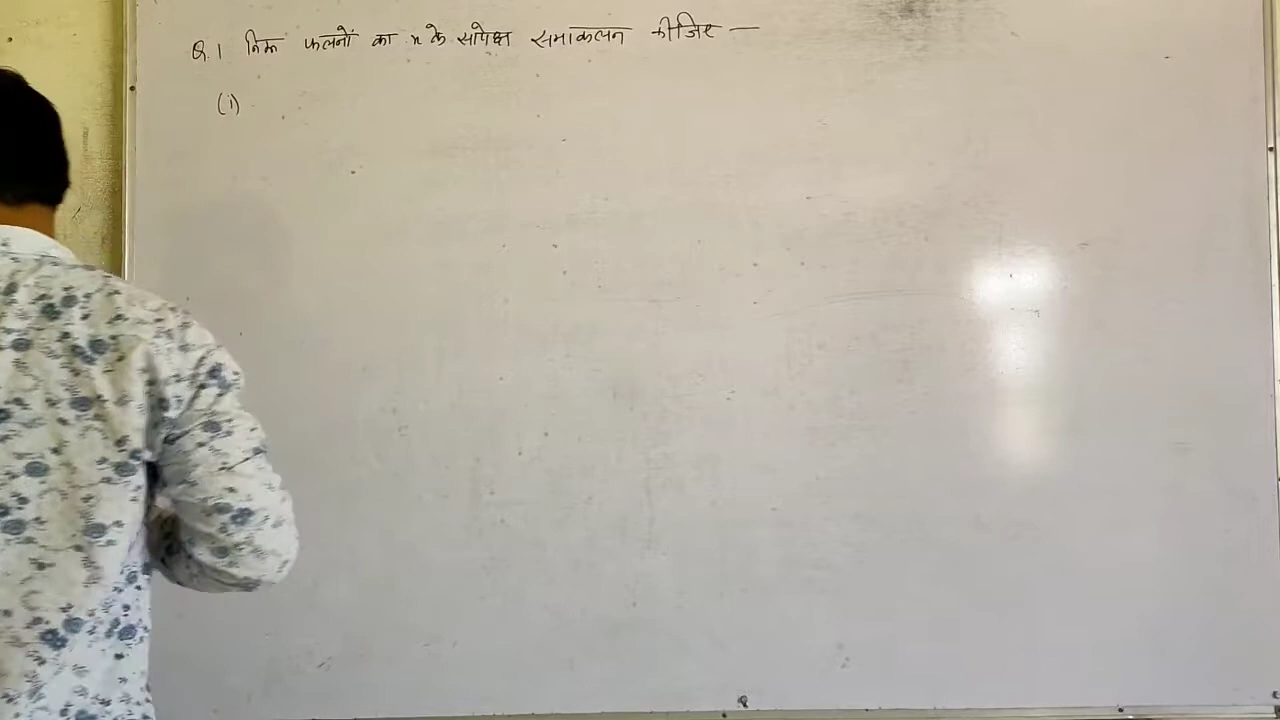 Q.1 निम्न फलनों का x के सापेक्ष समाकलन कीजिए —
(i)